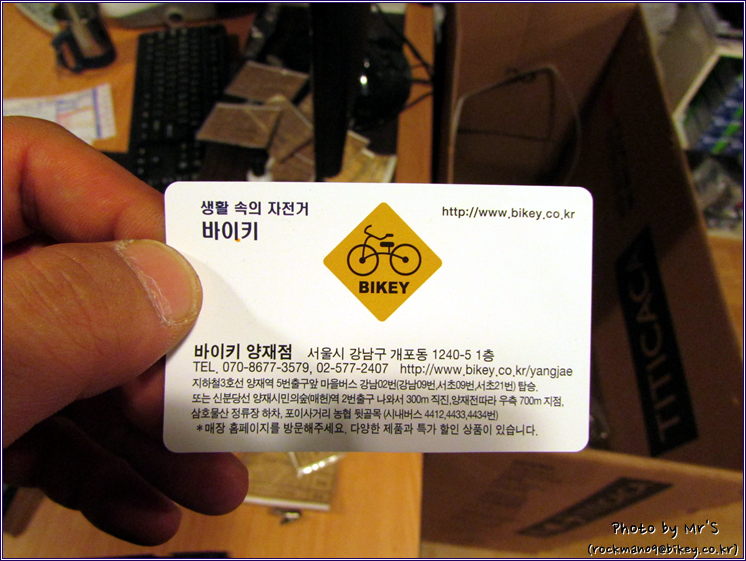 생활 속의 자전거
바이키
http://www.bikey.co.kr
BIKEY
바이키 양재점 서울시 강남구 개포동 1240-5 1층
TEL. 070-8677-3579, 02-577-2407 http://www.bikey.co.kr/yangjae
지하철3호선 양재역 5번출구앞 마을버스 강남02번(강남09번,서초09번,서초21번) 탑승.
또는 신분당선 양재시민의숲(매헌)역 2번출구 나와서 300m 직진,양재전따라 우측 700m 지점,
삼호물산 정류장 하차, 포이사거리 농협 뒷골목 (시내버스 4412,4433,4434번)
*매장 홈페이지를 방문해주세요. 다양한 제품과 특가 할인 상품이 있습니다.
TITICACA
TITICACA
Photo by Mr'S
(rockmano9@bikey.co.kr)